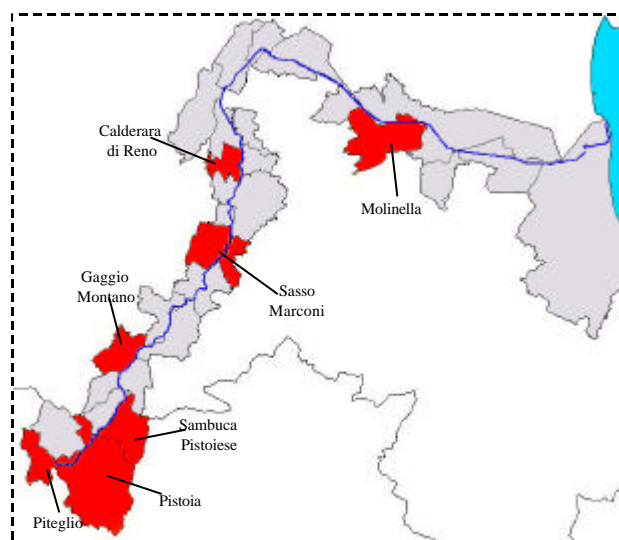 Calderara
di Reno
Molinella
Sasso
Marconi
Gaggio
Montano
Sambuca
Pistoiese
Pistoia
Piteglio